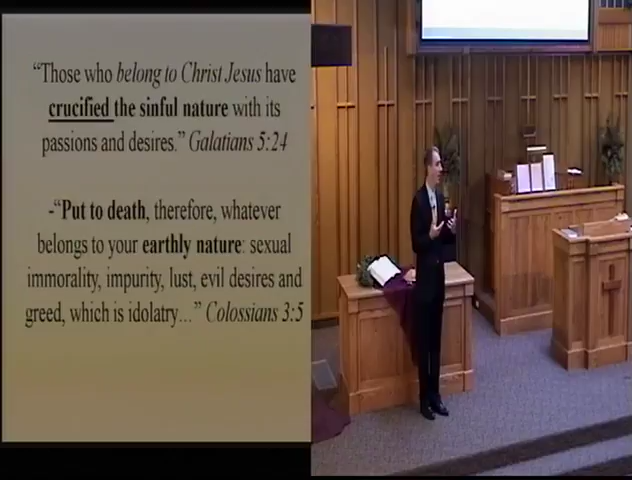 “Those who belong to Christ Jesus have
crucified the sinful nature with its
passions and desires.” Galatians 5:24
-“Put to death, therefore, whatever
belongs to your earthly nature: sexual
immorality, impurity, lust, evil desires and
greed, which is idolatry…” Colossians 3:5